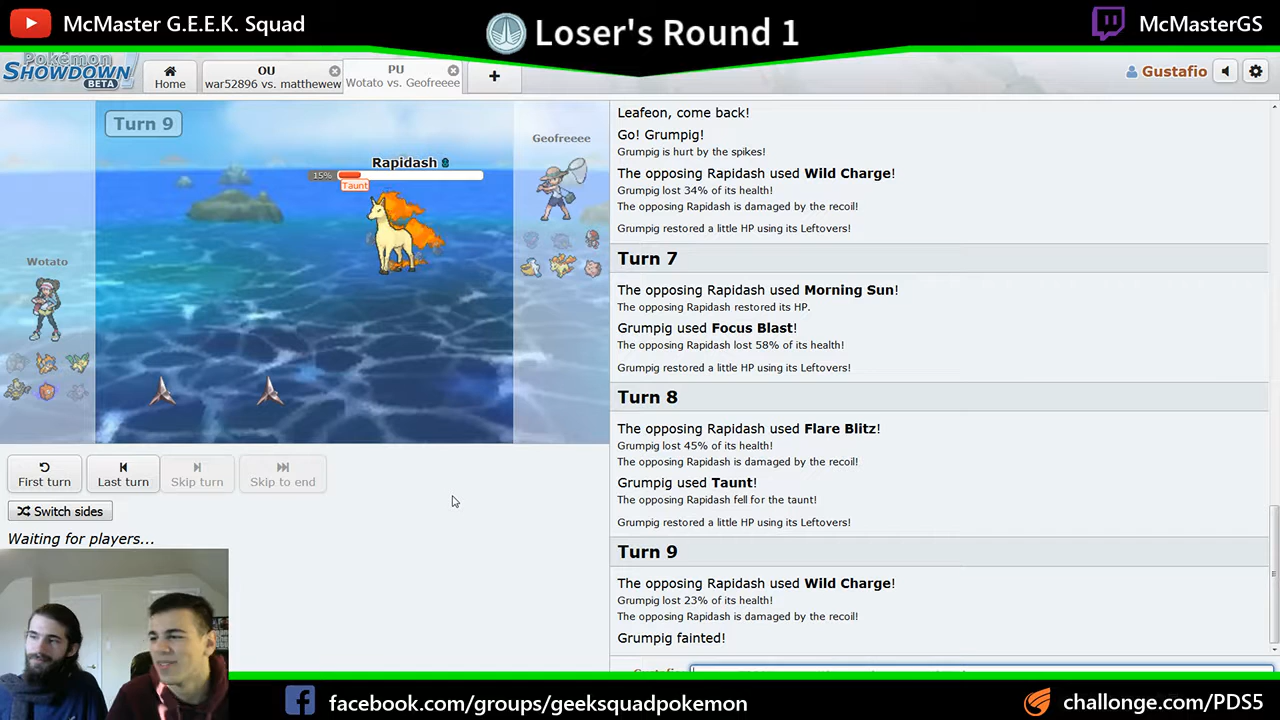 McMaster G.E.E.K. Squad
Loser's Round 1
McMasterGS
Pokémon
SHOWDOWN
BETA
Home
OU
war52896 vs. matthewew
PU
Wotato vs. Geofreeee
+
Gustafio
Turn 9
Geofreeee
Rapidash
15%
Taunt
Wotato
First turn
Last turn
Skip turn
Skip to end
Switch sides
Waiting for players...
Leafeon, come back!
Go! Grumpig!
Grumpig is hurt by the spikes!
The opposing Rapidash used Wild Charge!
Grumpig lost 34% of its health!
The opposing Rapidash is damaged by the recoil!
Grumpig restored a little HP using its Leftovers!
Turn 7
The opposing Rapidash used Morning Sun!
The opposing Rapidash restored its HP.
Grumpig used Focus Blast!
The opposing Rapidash lost 58% of its health!
Grumpig restored a little HP using its Leftovers!
Turn 8
The opposing Rapidash used Flare Blitz!
Grumpig lost 45% of its health!
The opposing Rapidash is damaged by the recoil!
Grumpig used Taunt!
The opposing Rapidash fell for the taunt!
Grumpig restored a little HP using its Leftovers!
Turn 9
The opposing Rapidash used Wild Charge!
Grumpig lost 23% of its health!
The opposing Rapidash is damaged by the recoil!
Grumpig fainted!
facebook.com/groups/geeksquadpokemon
challonge.com/PDS5